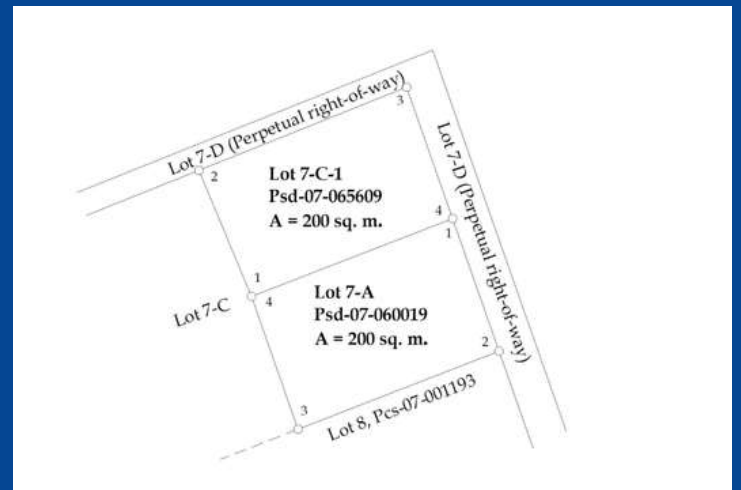 Lot 7-D (Perpetual right-of-way)
3
2
Lot 7-C-1
Psd-07-065609
A = 200 sq. m.
Lot 7-D (Perpetual right-of-way)
4
1
1
4
Lot 7-C
Lot 7-A
Psd-07-060019
A = 200 sq. m.
2
3
Lot 8, Pcs-07-001193